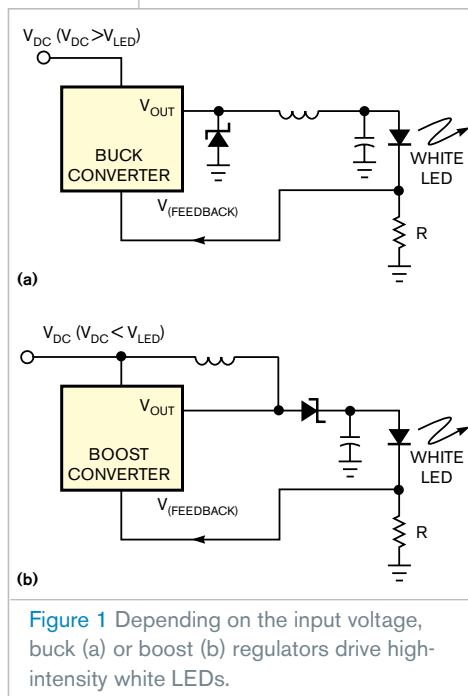 V_DC (V_DC>V_LED)
V_OUT
BUCK
CONVERTER
V_(FEEDBACK)
WHITE
LED
R
(a)
V_DC (V_DC<V_LED)
V_OUT
BOOST
CONVERTER
V_(FEEDBACK)
WHITE
LED
R
(b)
Figure 1 Depending on the input voltage,
buck (a) or boost (b) regulators drive high-
intensity white LEDs.